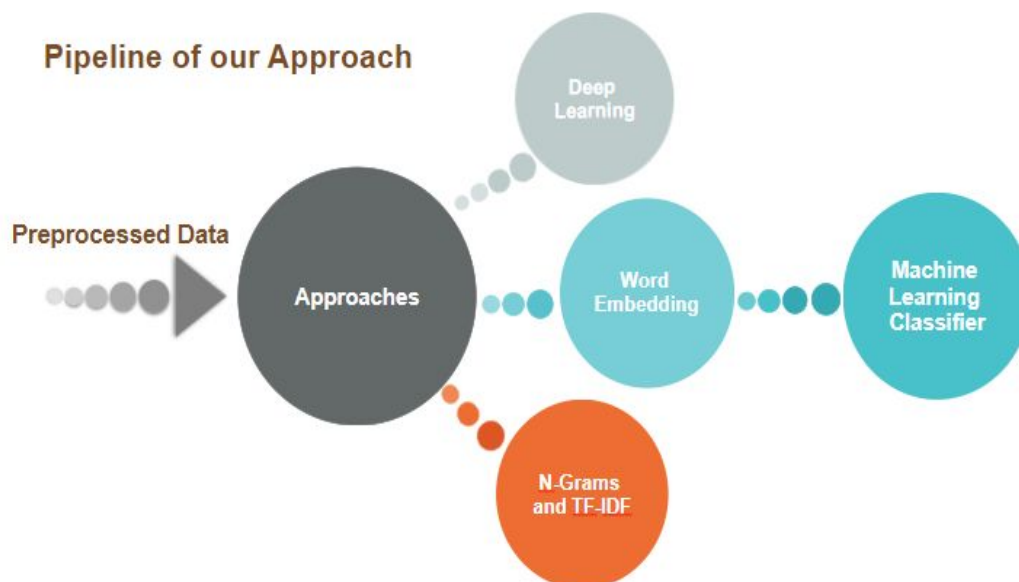 Pipeline of our Approach
Deep
Learning
Preprocessed Data
Approaches
Word
Embedding
Machine
Learning
Classifier
N-Grams
and TF-IDF